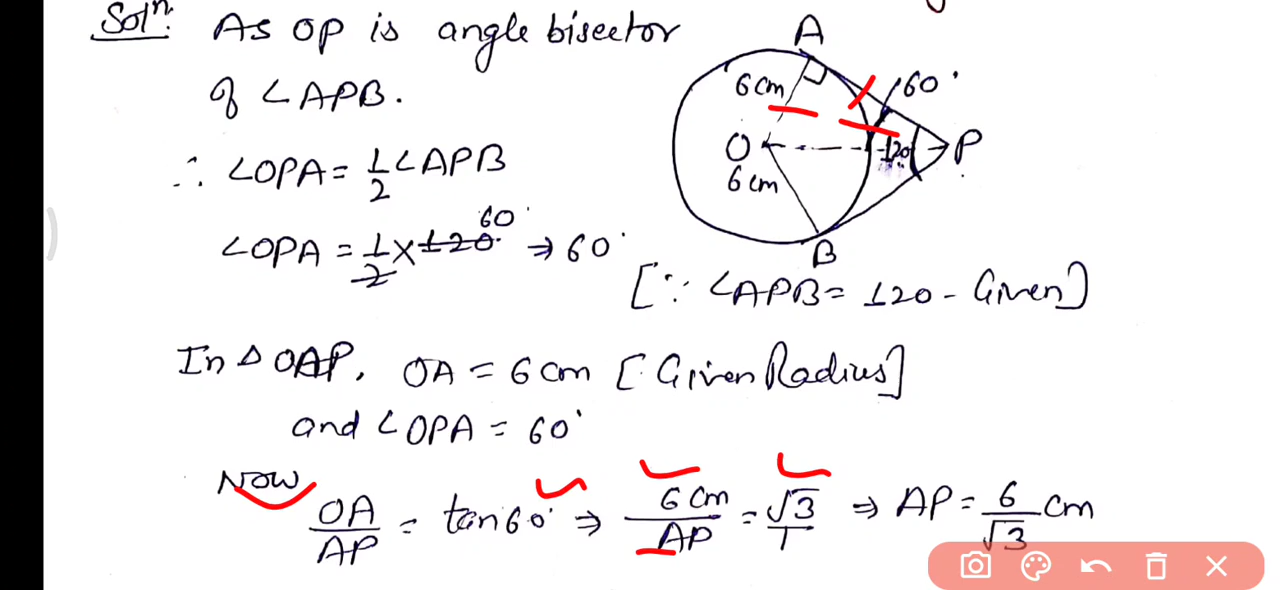 Solⁿ: As OP is angle bisector
of ∠APB.
∴ ∠OPA = 1/2 ∠APB
∠OPA = 1/2 × 120° 60° ⇒ 60°
A
6 cm
60°
O
120
P
6 cm
B
[∵ ∠APB = 120 - Given]
In △ OAP, OA = 6 cm [Given Radius]
and ∠OPA = 60°
Now
OA/AP = tan 60° ⇒ 6 cm/AP = √3/1 ⇒ AP = 6/√3 cm